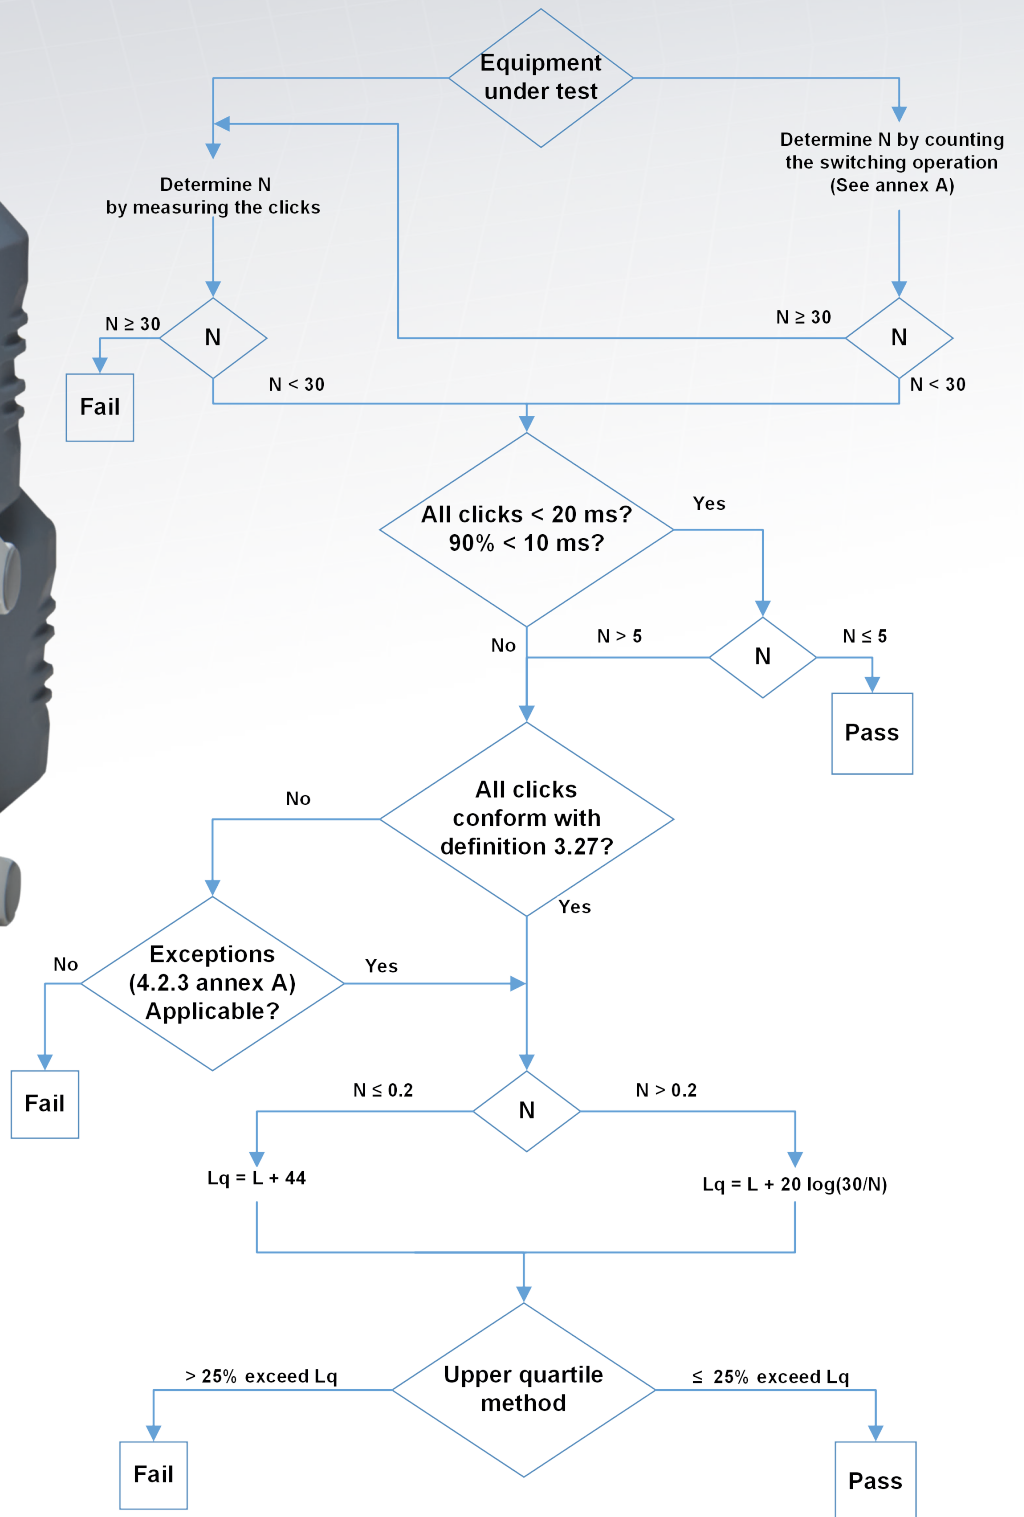 Equipment
under test
Determine N by counting
the switching operation
(See annex A)
Determine N
by measuring the clicks
N ≥ 30
N
N < 30
N ≥ 30
N
N < 30
Fail
All clicks < 20 ms?
90% < 10 ms?
Yes
No
N > 5
N
N ≤ 5
Pass
All clicks
conform with
definition 3.27?
No
Yes
Exceptions
(4.2.3 annex A)
Applicable?
No
Yes
Fail
N ≤ 0.2
N
N > 0.2
Lq = L + 44
Lq = L + 20 log(30/N)
Upper quartile
method
> 25% exceed Lq
≤ 25% exceed Lq
Fail
Pass